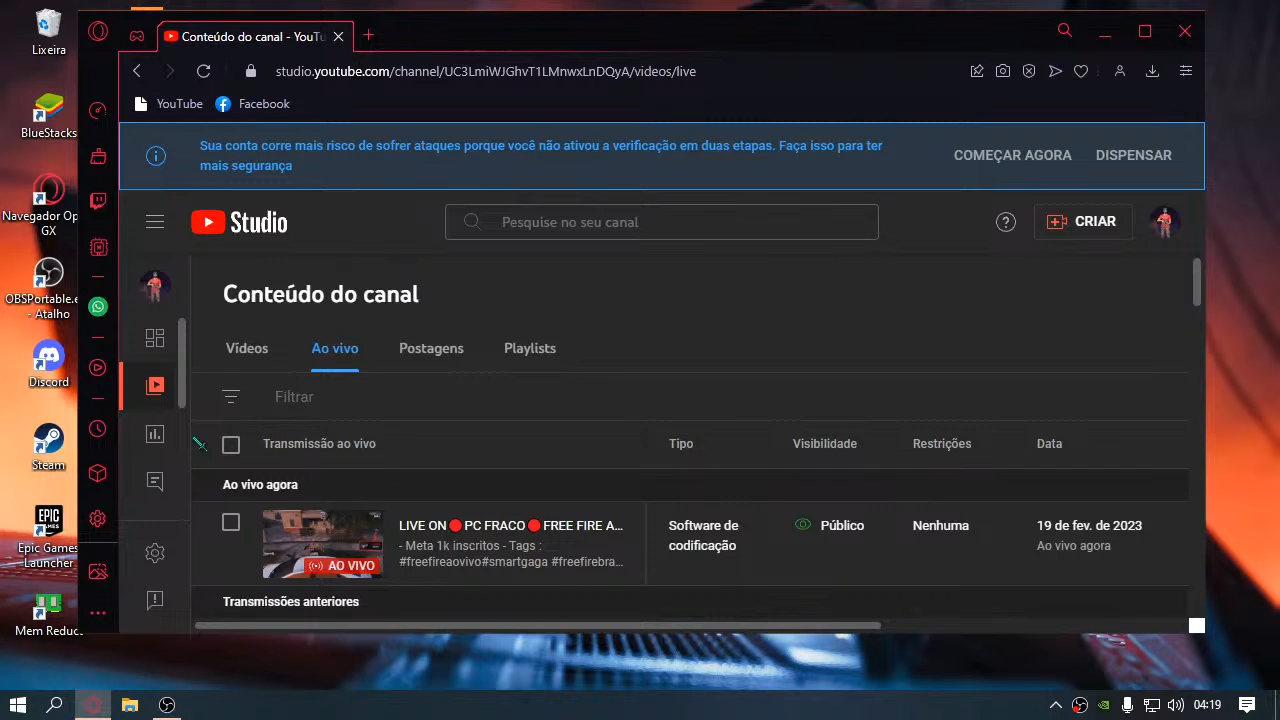 Lixeira
BlueStacks
Navegador Op
GX
OBSPortable.e
- Atalho
Discord
Steam
EPIC
GAMES
Epic Games
Launcher
Mem Reduct
Conteúdo do canal - YouTu
studio.youtube.com/channel/UC3LmiWJGhvT1LMnwxLnDQyA/videos/live
YouTube
Facebook
Sua conta corre mais risco de sofrer ataques porque você não ativou a verificação em duas etapas. Faça isso para ter
mais segurança
COMEÇAR AGORA
DISPENSAR
Studio
Pesquise no seu canal
CRIAR
Conteúdo do canal
Vídeos
Ao vivo
Postagens
Playlists
Filtrar
Transmissão ao vivo
Tipo
Visibilidade
Restrições
Data
Ao vivo agora
AO VIVO
LIVE ON🔴PC FRACO🔴FREE FIRE A...
- Meta 1k inscritos - Tags :
#freefireaovivo#smartgaga #freefirebra...
Software de
codificação
Público
Nenhuma
19 de fev. de 2023
Ao vivo agora
Transmissões anteriores
04:19